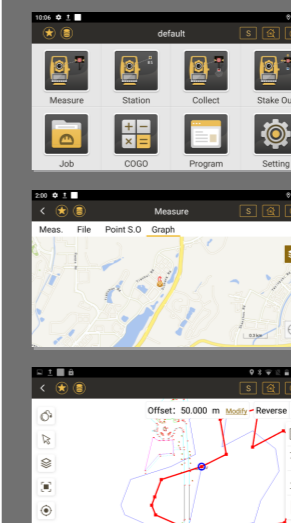 10:06
default
S
Measure
Station
Collect
Stake Ou
Job
COGO
Program
Setting
2:00
Measure
S
Meas.
File
Point S.O
Graph
Offset: 50.000 m Modify Reverse
S